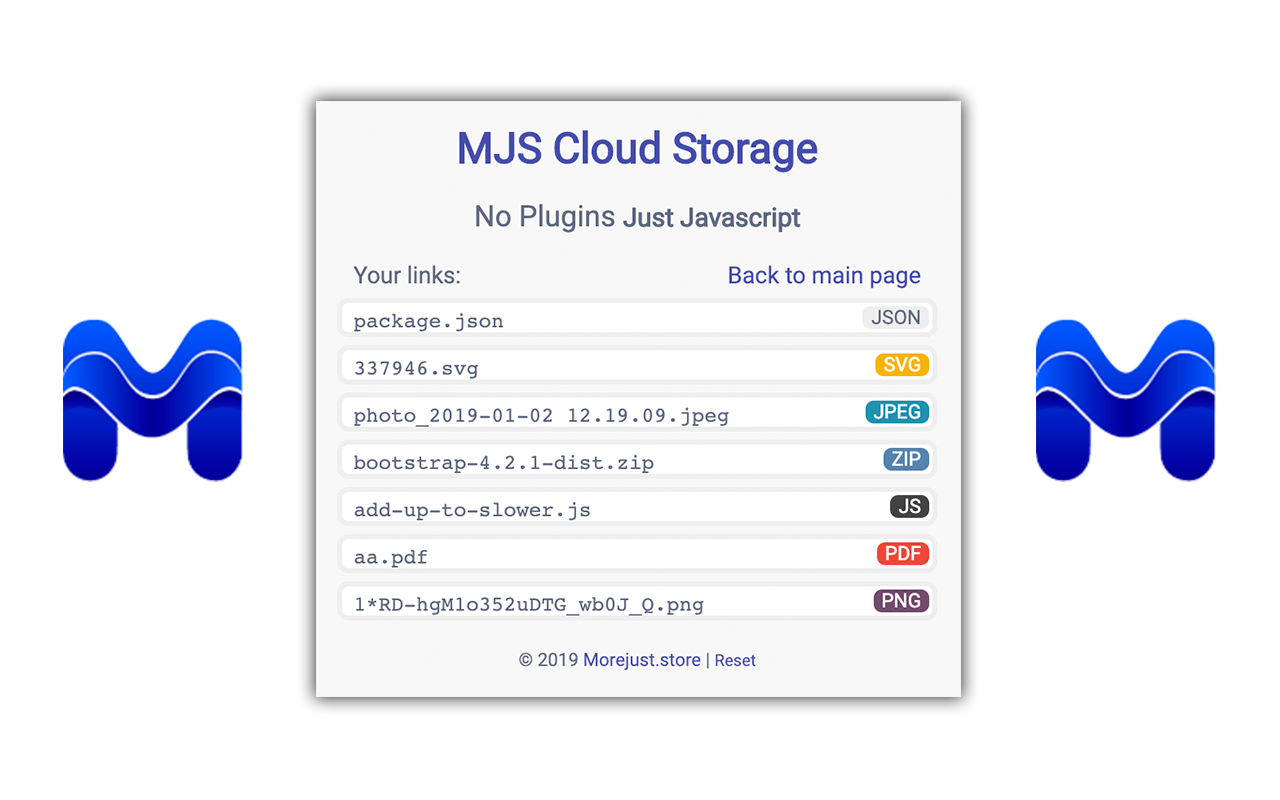 MJS Cloud Storage
No Plugins Just Javascript
Your links: Back to main page
package.json JSON
337946.svg SVG
photo_2019-01-02 12.19.09.jpeg JPEG
bootstrap-4.2.1-dist.zip ZIP
add-up-to-slower.js JS
aa.pdf PDF
1*RD-hgM1o352uDTG_wb0J_Q.png PNG
© 2019 Morejust.store | Reset